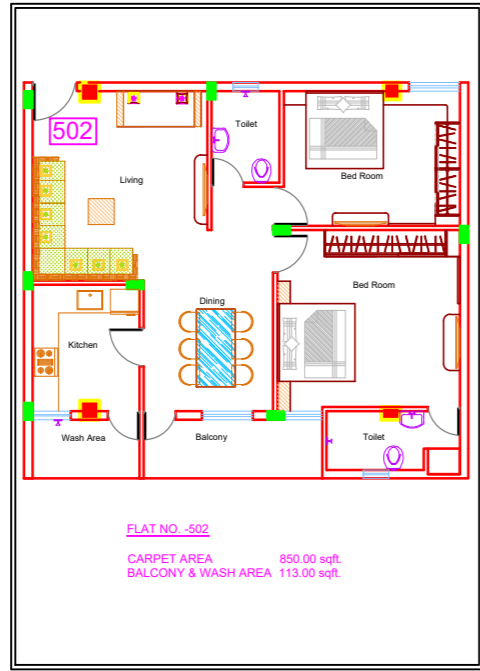 502
Toilet
Living
Bed Room
Bed Room
Dining
Kitchen
Wash Area
Balcony
Toilet
FLAT NO. -502
CARPET AREA 850.00 sqft.
BALCONY & WASH AREA 113.00 sqft.